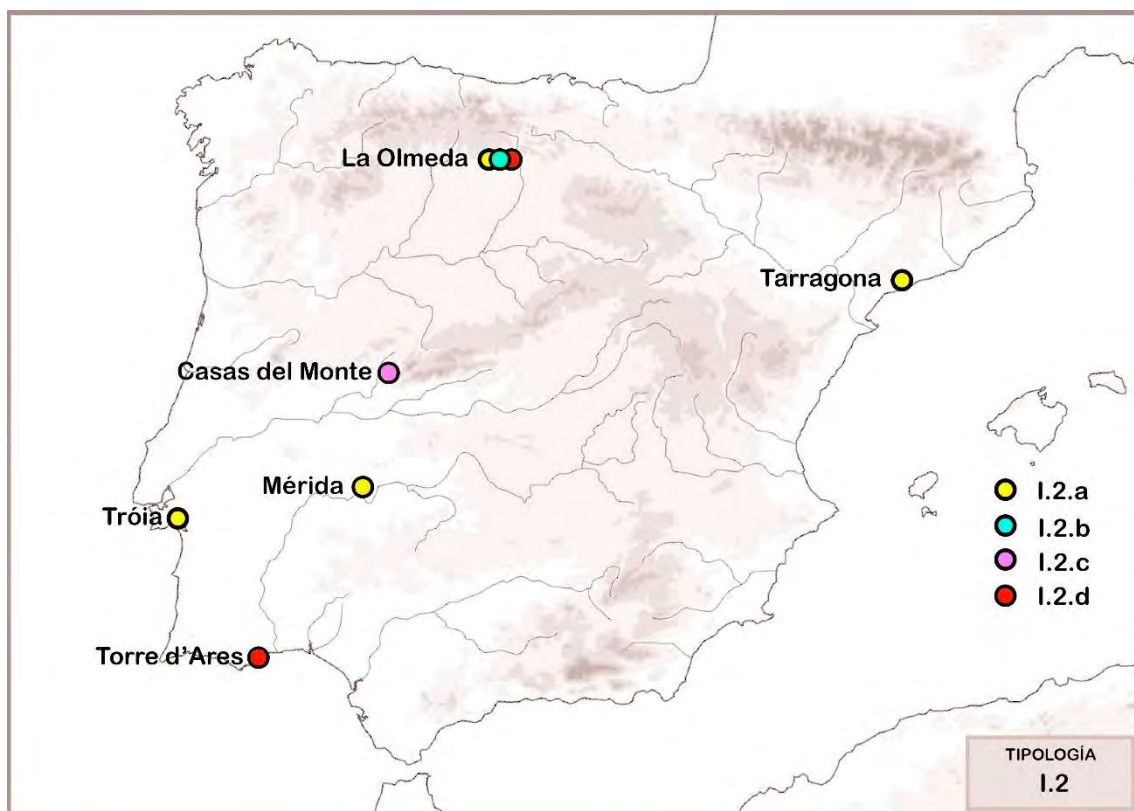 La Olmeda
Tarragona
Casas del Monte
Mérida
Tróia
Torre d'Ares
I.2.a
I.2.b
I.2.c
I.2.d
TIPOLOGÍA
I.2